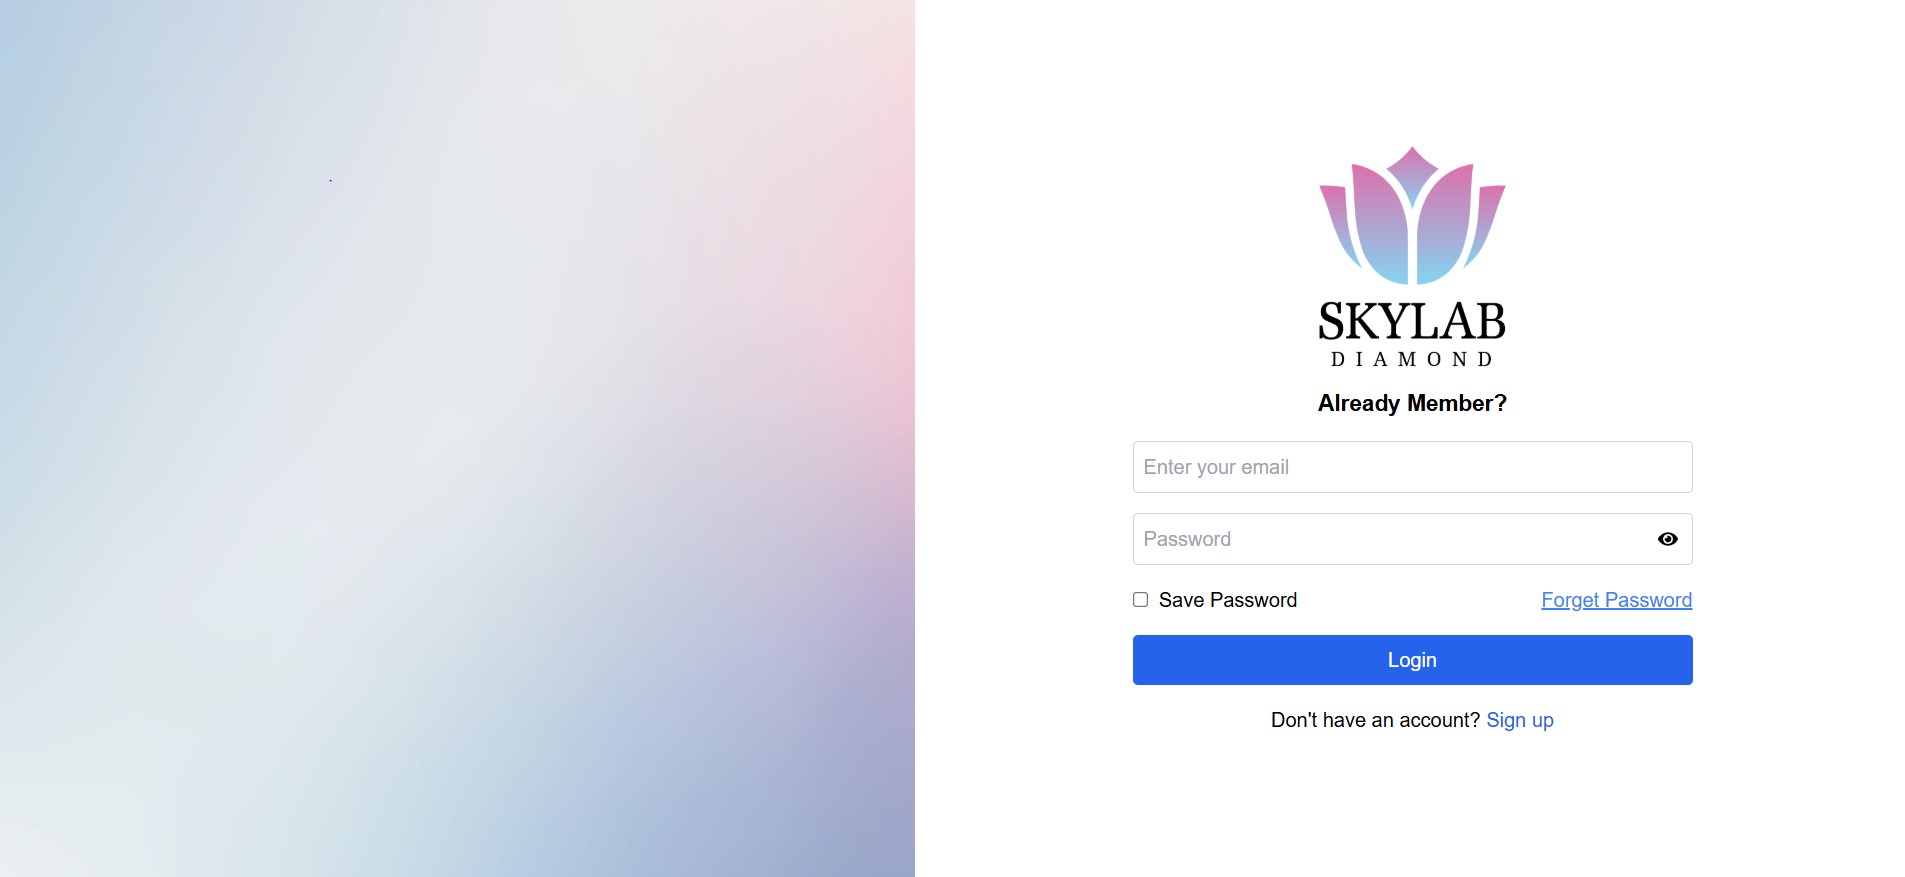 SKYLAB
DIAMOND
Already Member?
Enter your email
Password
Save Password
Forget Password
Login
Don't have an account? Sign up